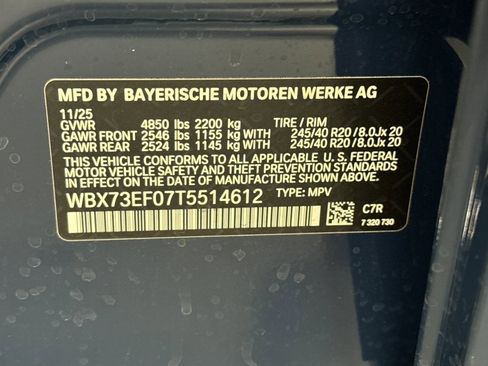 MFD BY BAYERISCHE MOTOREN WERKE AG
11/25
GVWR 4850 lbs 2200 kg TIRE / RIM
GAWR FRONT 2546 lbs 1155 kg WITH 245/40 R20 / 8.0Jx 20
GAWR REAR 2524 lbs 1145 kg WITH 245/40 R20 / 8.0Jx 20
THIS VEHICLE CONFORMS TO ALL APPLICABLE U. S. FEDERAL
MOTOR VEHICLE SAFETY, BUMPER, AND THEFT PREVENTION
STANDARDS IN EFFECT ON THE DATE OF MANUFACTURE SHOWN ABOVE.
WBX73EF07T5514612 TYPE: MPV
C7R
7 320 730